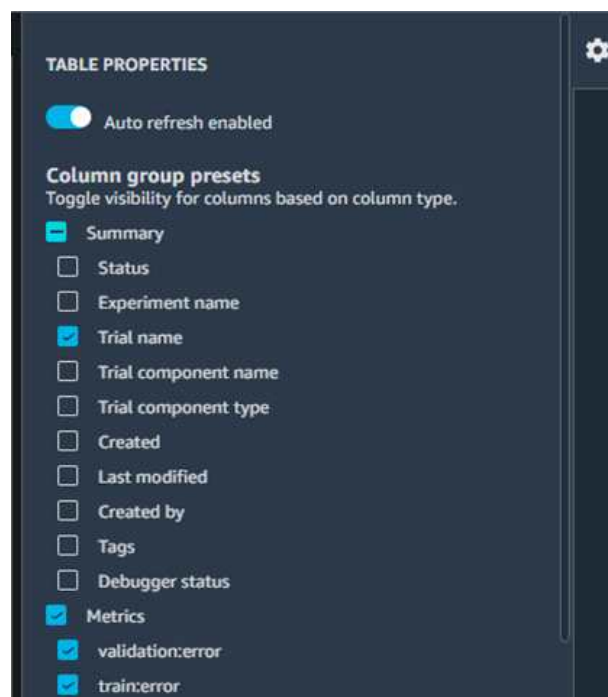 TABLE PROPERTIES
Auto refresh enabled
Column group presets
Toggle visibility for columns based on column type.
Summary
Status
Experiment name
Trial name
Trial component name
Trial component type
Created
Last modified
Created by
Tags
Debugger status
Metrics
validation:error
train:error